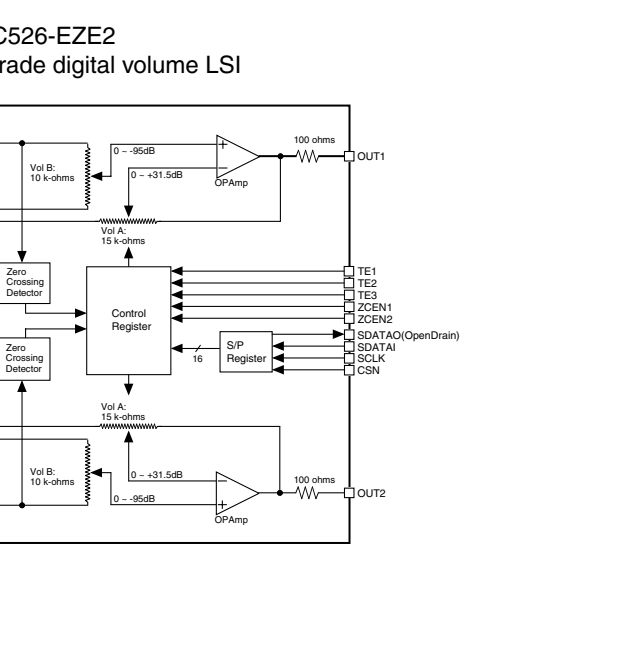 C526-EZE2
rade digital volume LSI
100 ohms
OUT1
0 ~ -95dB
+
Vol B:
10 k-ohms
0 ~ +31.5dB
−
OPAmp
Vol A:
15 k-ohms
Zero
Crossing
Detector
TE1
TE2
TE3
ZCEN1
ZCEN2
Control
Register
SDATAO(OpenDrain)
SDATAI
SCLK
CSN
S/P
Register
16
Zero
Crossing
Detector
Vol A:
15 k-ohms
Vol B:
10 k-ohms
0 ~ +31.5dB
−
100 ohms
OUT2
0 ~ -95dB
+
OPAmp